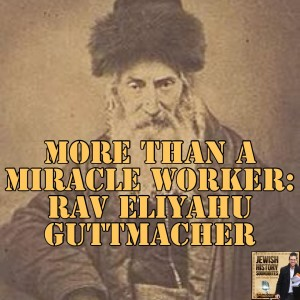 MORE THAN A
MIRACLE WORKER:
RAV ELIYAHU
GUTTMACHER
JEWISH
HISTORY
SOUNDBITES